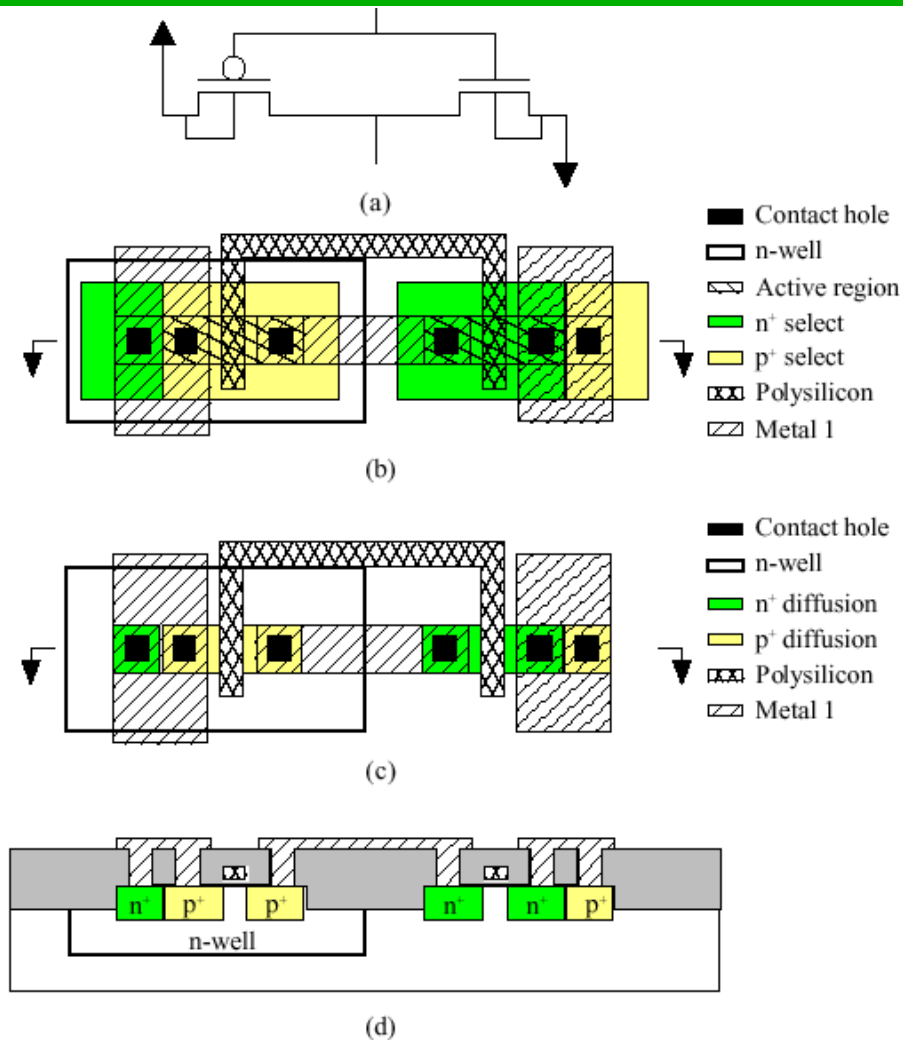 (a)
Contact hole
n-well
Active region
n⁺ select
p⁺ select
Polysilicon
Metal 1
(b)
Contact hole
n-well
n⁺ diffusion
p⁺ diffusion
Polysilicon
Metal 1
(c)
n⁺ p⁺ p⁺ n⁺ n⁺ p⁺
n-well
(d)